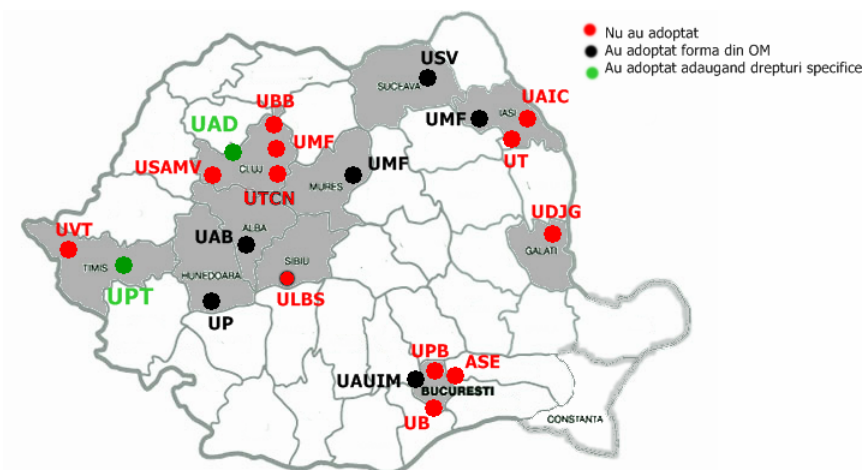 Nu au adoptat
Au adoptat forma din OM
Au adoptat adaugand drepturi specifice
USV
SUCEAVA
UBB
UAIC
IASI
UMF
UAD
UMF
UT
CLUJ
USAMV
UMF
MURES
UTCN
UDJG
UVT
ALBA
UAB
GALATI
TIMIS
SIBIU
HUNEDOARA
UPT
ULBS
UP
UPB
ASE
UAUIM
BUCURESTI
UB
CONSTANTA